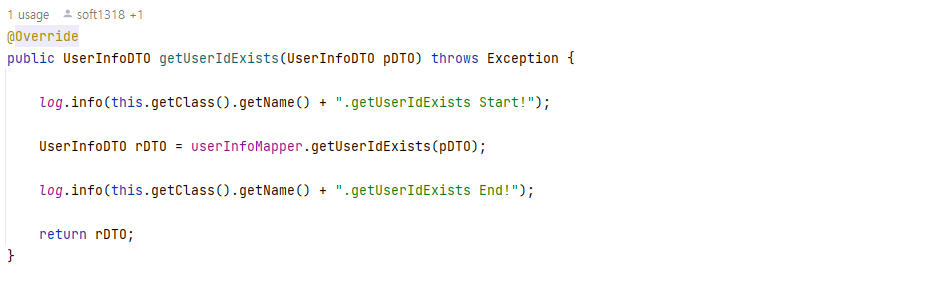 1 usage soft1318 +1
@Override
public UserInfoDTO getUserIdExists(UserInfoDTO pDTO) throws Exception {
log.info(this.getClass().getName() + ".getUserIdExists Start!");
UserInfoDTO rDTO = userInfoMapper.getUserIdExists(pDTO);
log.info(this.getClass().getName() + ".getUserIdExists End!");
return rDTO;
}